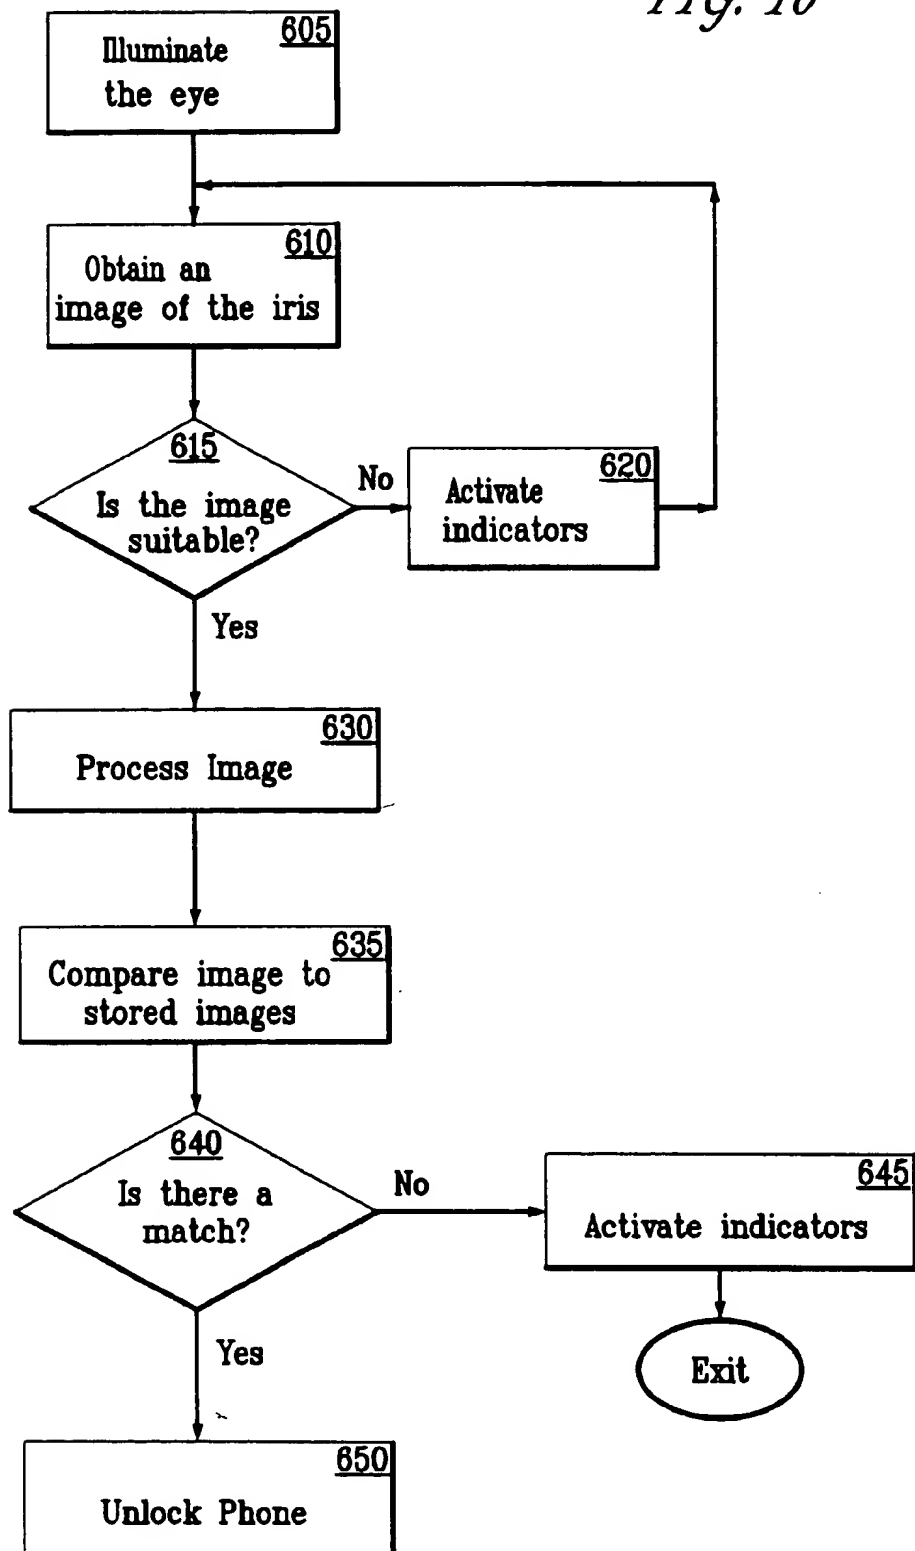 Fig. 10
605
Illuminate
the eye
610
Obtain an
image of the iris
615
Is the image
suitable?
No
620
Activate
indicators
Yes
630
Process Image
635
Compare image to
stored images
640
Is there a
match?
No
645
Activate indicators
Exit
Yes
650
Unlock Phone